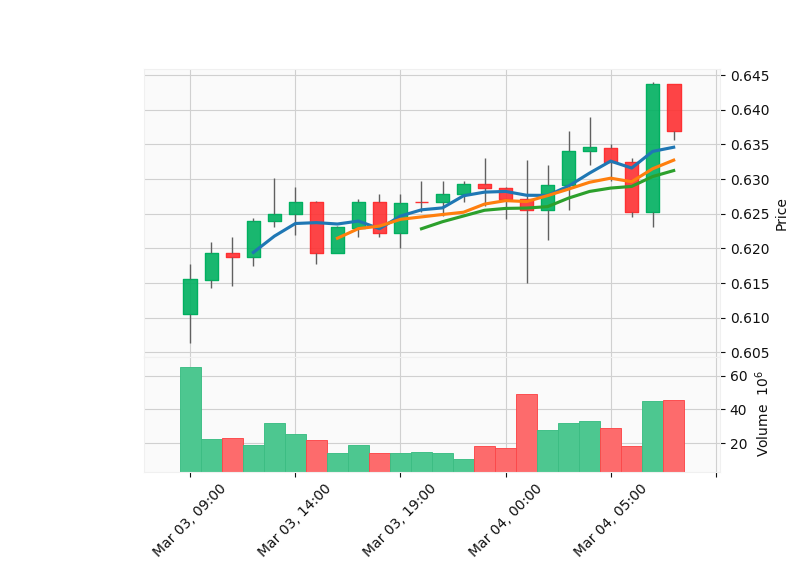 0.645
0.640
0.635
0.630
0.625
0.620
0.615
0.610
0.605
Price
60
40
20
Volume 10^6
Mar 03, 09:00
Mar 03, 14:00
Mar 03, 19:00
Mar 04, 00:00
Mar 04, 05:00